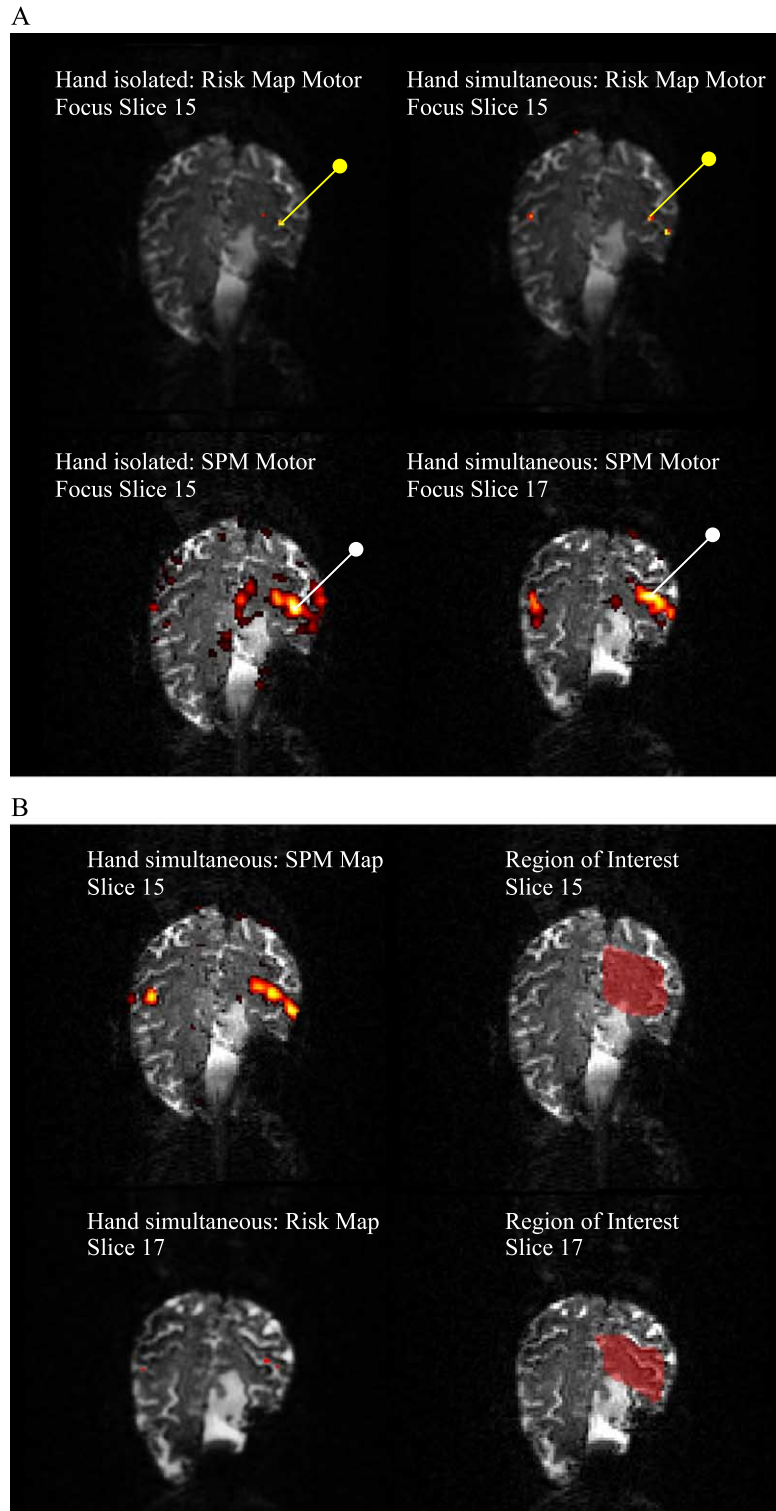 A
Hand isolated: Risk Map Motor
Focus Slice 15
Hand simultaneous: Risk Map Motor
Focus Slice 15
Hand isolated: SPM Motor
Focus Slice 15
Hand simultaneous: SPM Motor
Focus Slice 17
B
Hand simultaneous: SPM Map
Slice 15
Region of Interest
Slice 15
Hand simultaneous: Risk Map
Slice 17
Region of Interest
Slice 17